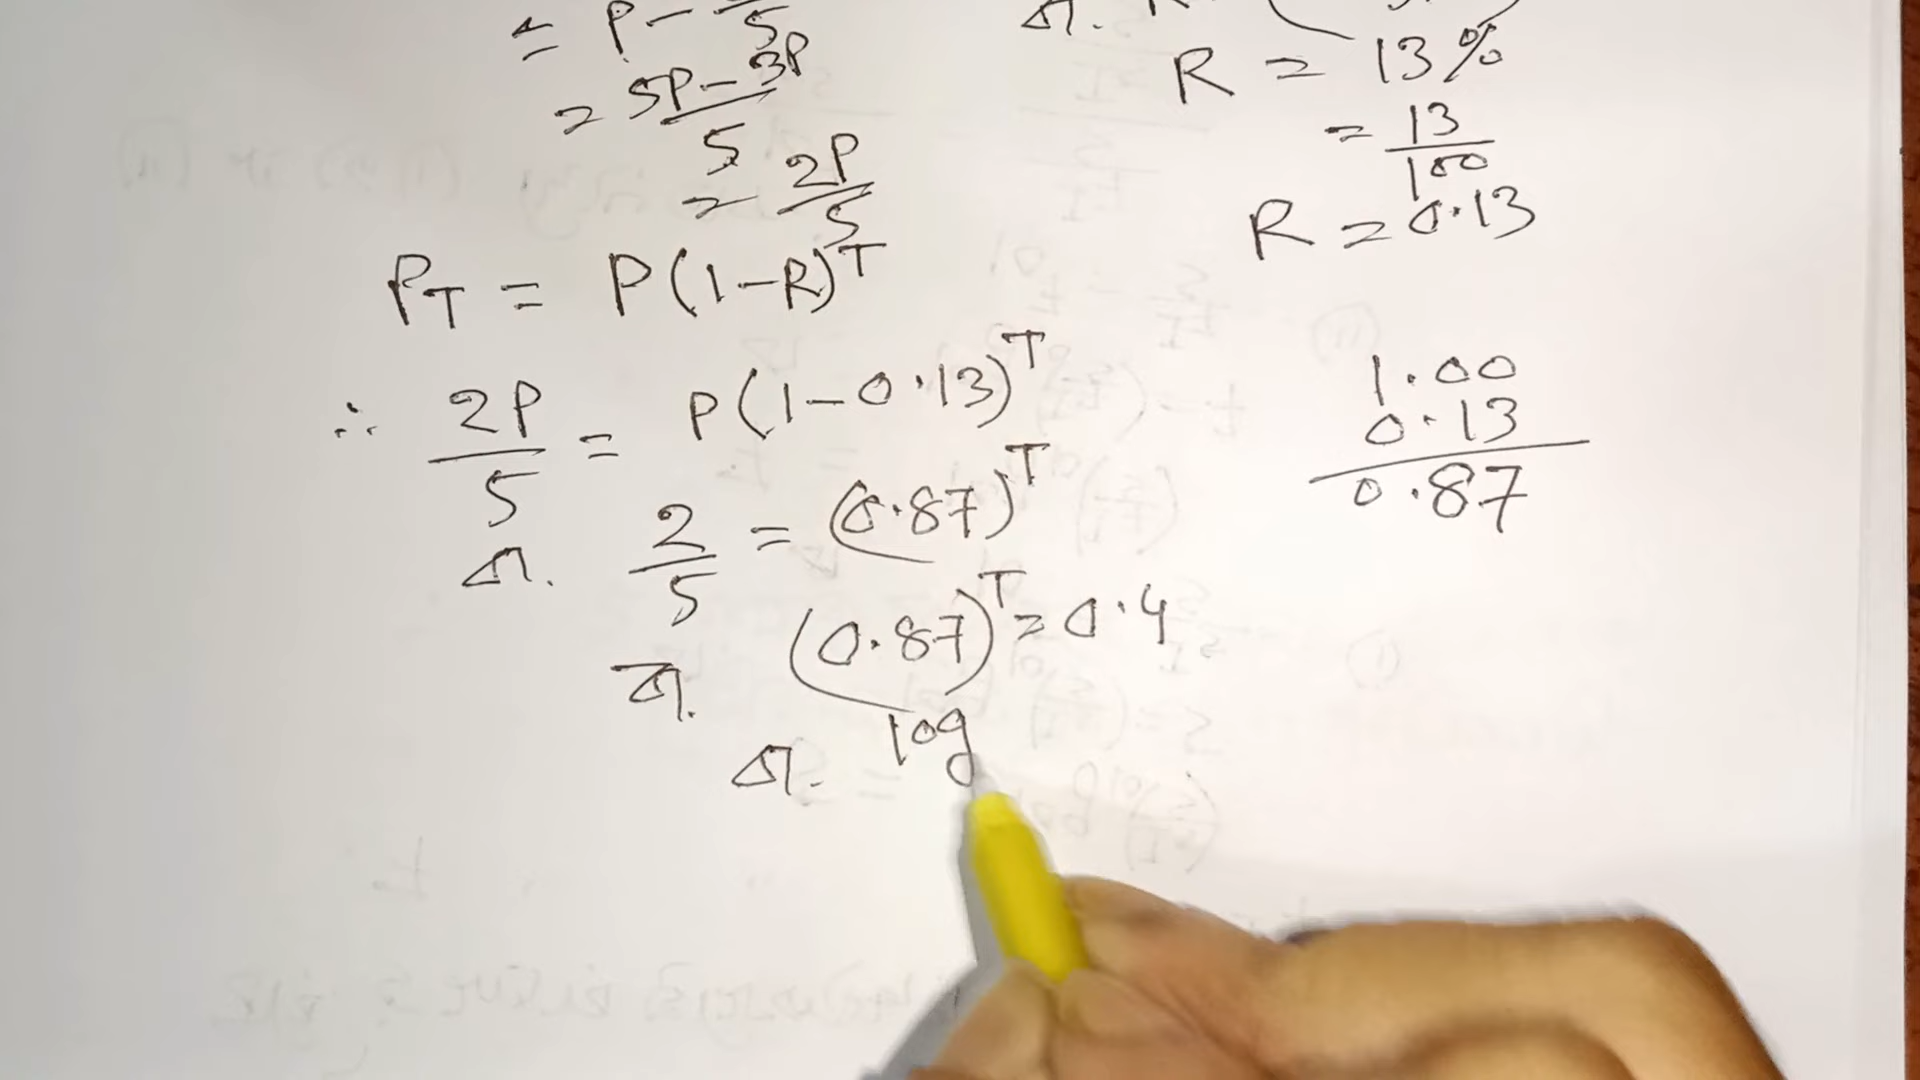 = P - 3P/5
= 5P - 3P / 5
= 2P/5
P_T = P(1-R)^T
∴ 2P/5 = P(1-0.13)^T
বা. 2/5 = (0.87)^T
বা. (0.87)^T = 0.4
বা. log
R = 13%
= 13/100
R = 0.13
1.00
0.13
0.87